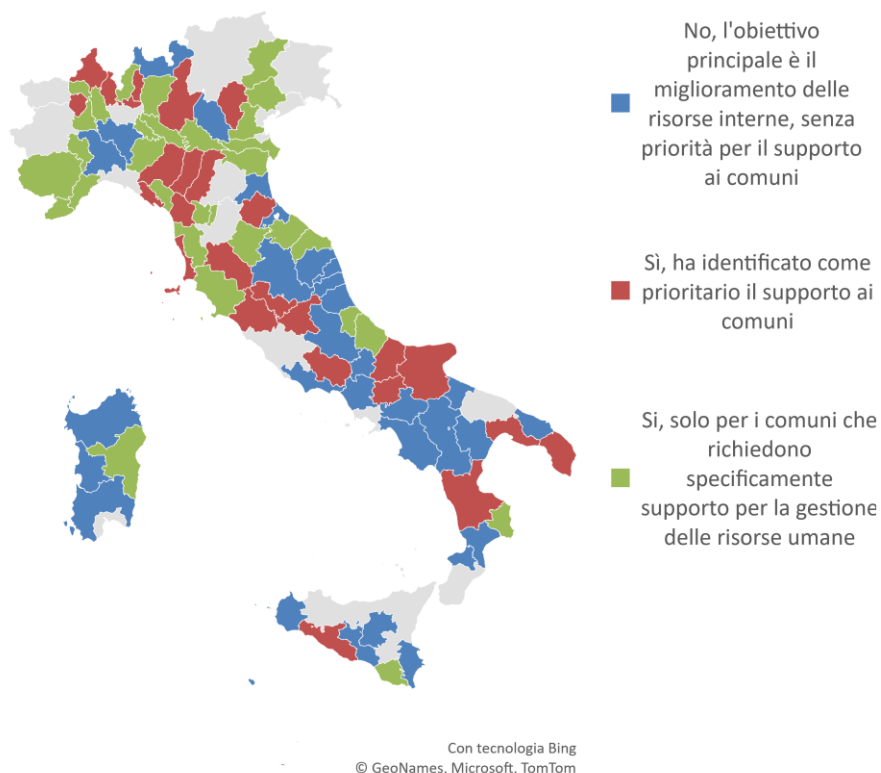 No, l'obiettivo
principale è il
miglioramento delle
risorse interne, senza
priorità per il supporto
ai comuni
Sì, ha identificato come
prioritario il supporto ai
comuni
Si, solo per i comuni che
richiedono
specificamente
supporto per la gestione
delle risorse umane
Con tecnologia Bing
© GeoNames, Microsoft, TomTom